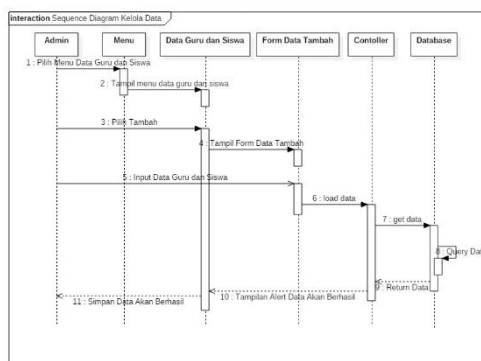 interaction Sequence Diagram Kelola Data
Admin
Menu
Data Guru dan Siswa
Form Data Tambah
Contoller
Database
1 : Pilih Menu Data Guru dan Siswa
2 : Tampil menu data guru dan siswa
3 : Pilih Tambah
4 : Tampil Form Data Tambah
5 : Input Data Guru dan Siswa
6 : load data
7 : get data
8 : Query Dat
9 : Return Data
10 : Tampilan Alert Data Akan Berhasil
11 : Simpan Data Akan Berhasil